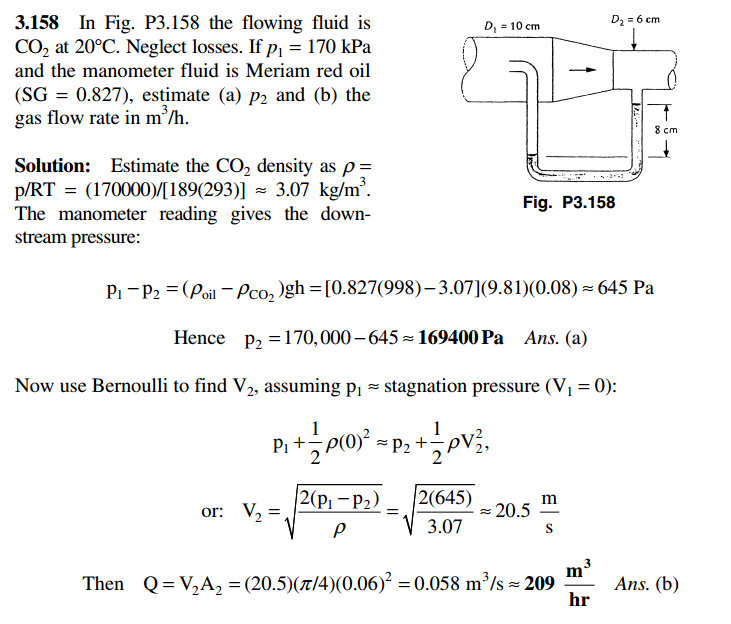 3.158 In Fig. P3.158 the flowing fluid is
CO₂ at 20°C. Neglect losses. If p₁ = 170 kPa
and the manometer fluid is Meriam red oil
(SG = 0.827), estimate (a) p₂ and (b) the
gas flow rate in m³/h.
D₁ = 10 cm
D₂ = 6 cm
8 cm
Fig. P3.158
Solution: Estimate the CO₂ density as ρ =
p/RT = (170000)/[189(293)] ≈ 3.07 kg/m³.
The manometer reading gives the down-
stream pressure:
p₁ − p₂ = (ρ_oil − ρ_CO₂)gh = [0.827(998) − 3.07](9.81)(0.08) ≈ 645 Pa
Hence p₂ = 170,000 − 645 ≈ 169400 Pa Ans. (a)
Now use Bernoulli to find V₂, assuming p₁ ≈ stagnation pressure (V₁ = 0):
p₁ + 1/2 ρ(0)² ≈ p₂ + 1/2 ρV₂²,
or: V₂ = √(2(p₁ − p₂)/ρ) = √(2(645)/3.07) ≈ 20.5 m/s
Then Q = V₂A₂ = (20.5)(π/4)(0.06)² = 0.058 m³/s ≈ 209 m³/hr Ans. (b)